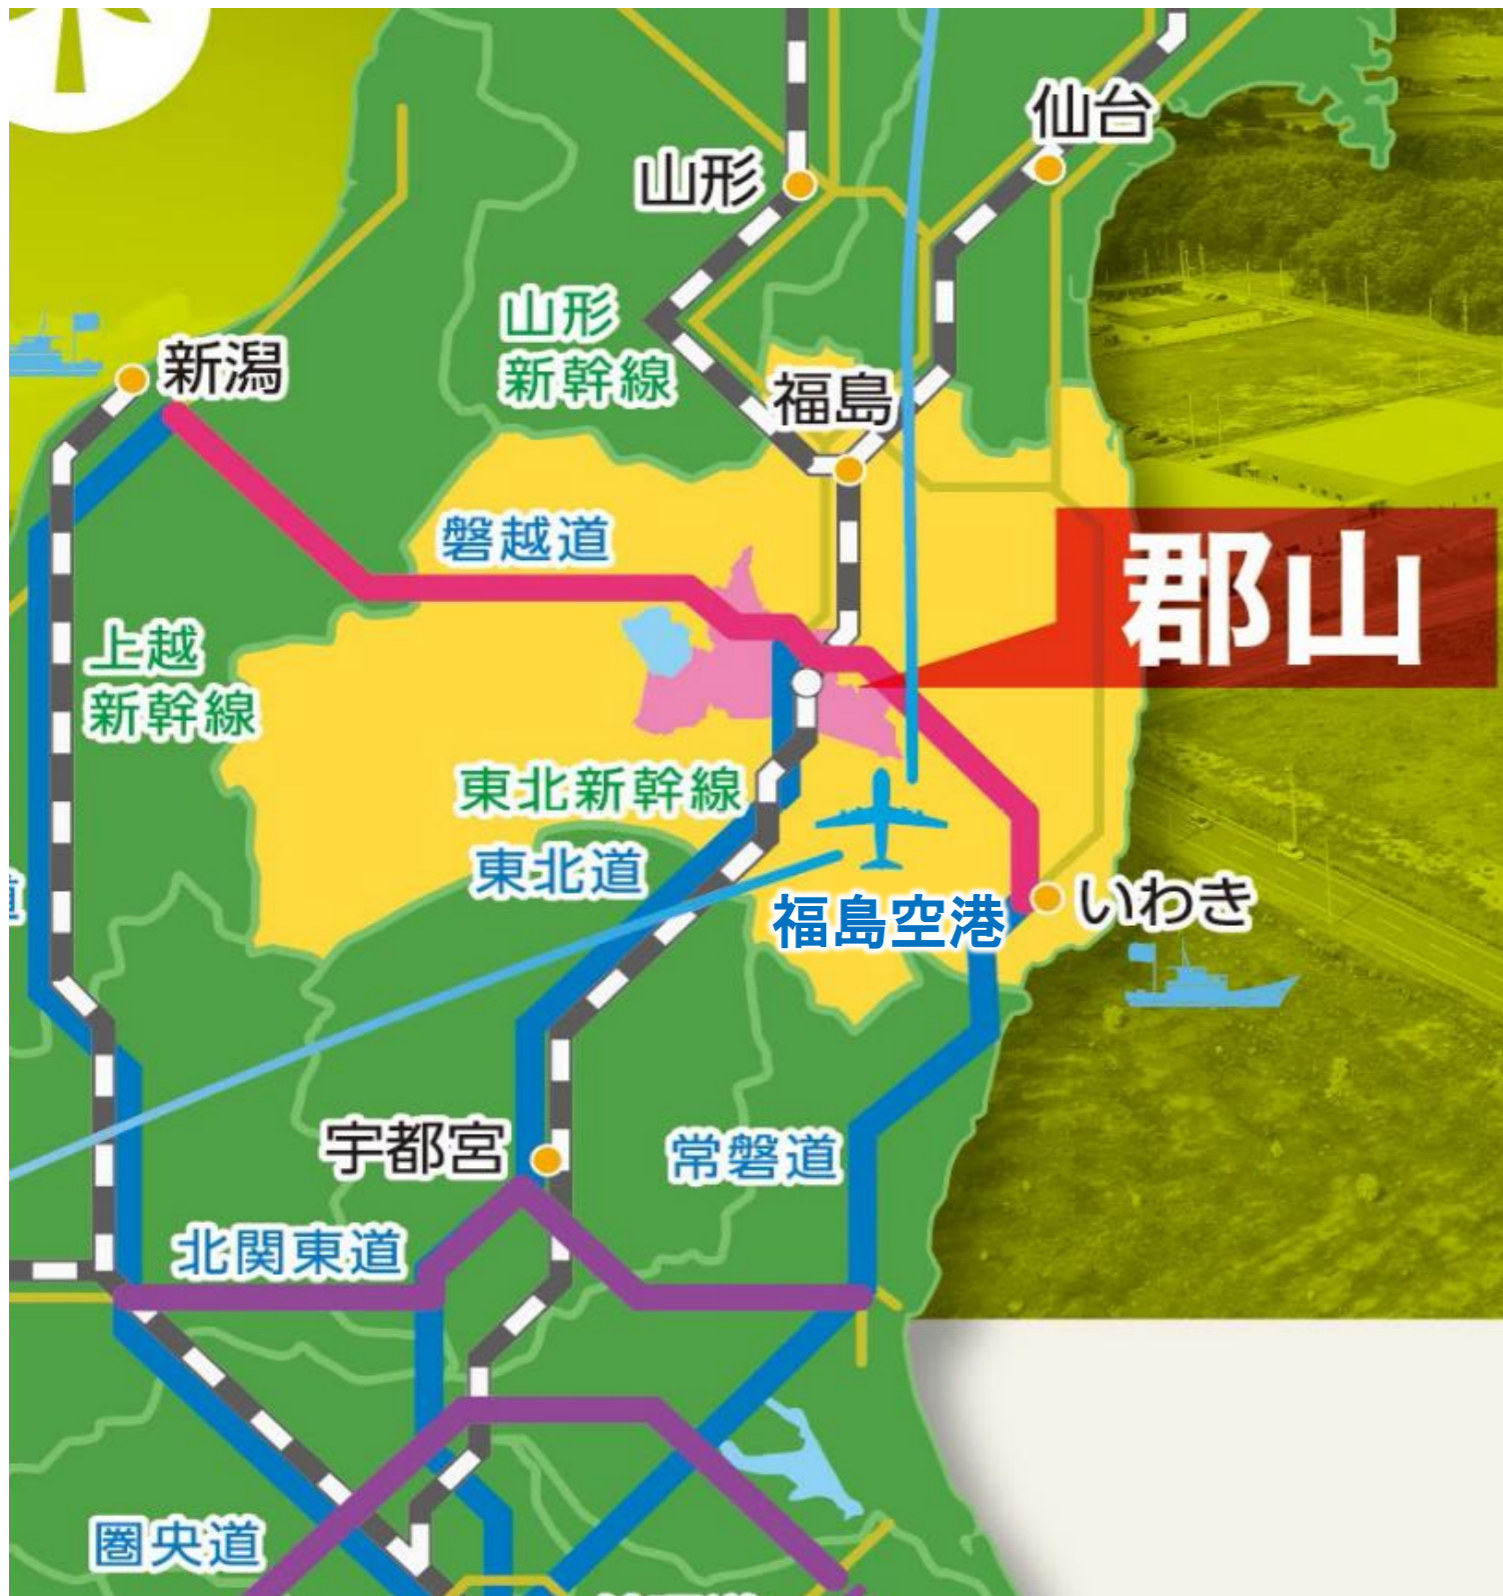 仙台
山形
山形
新幹線
新潟
福島
磐越道
郡山
上越
新幹線
東北新幹線
東北道
福島空港
いわき
宇都宮
常磐道
北関東道
圏央道